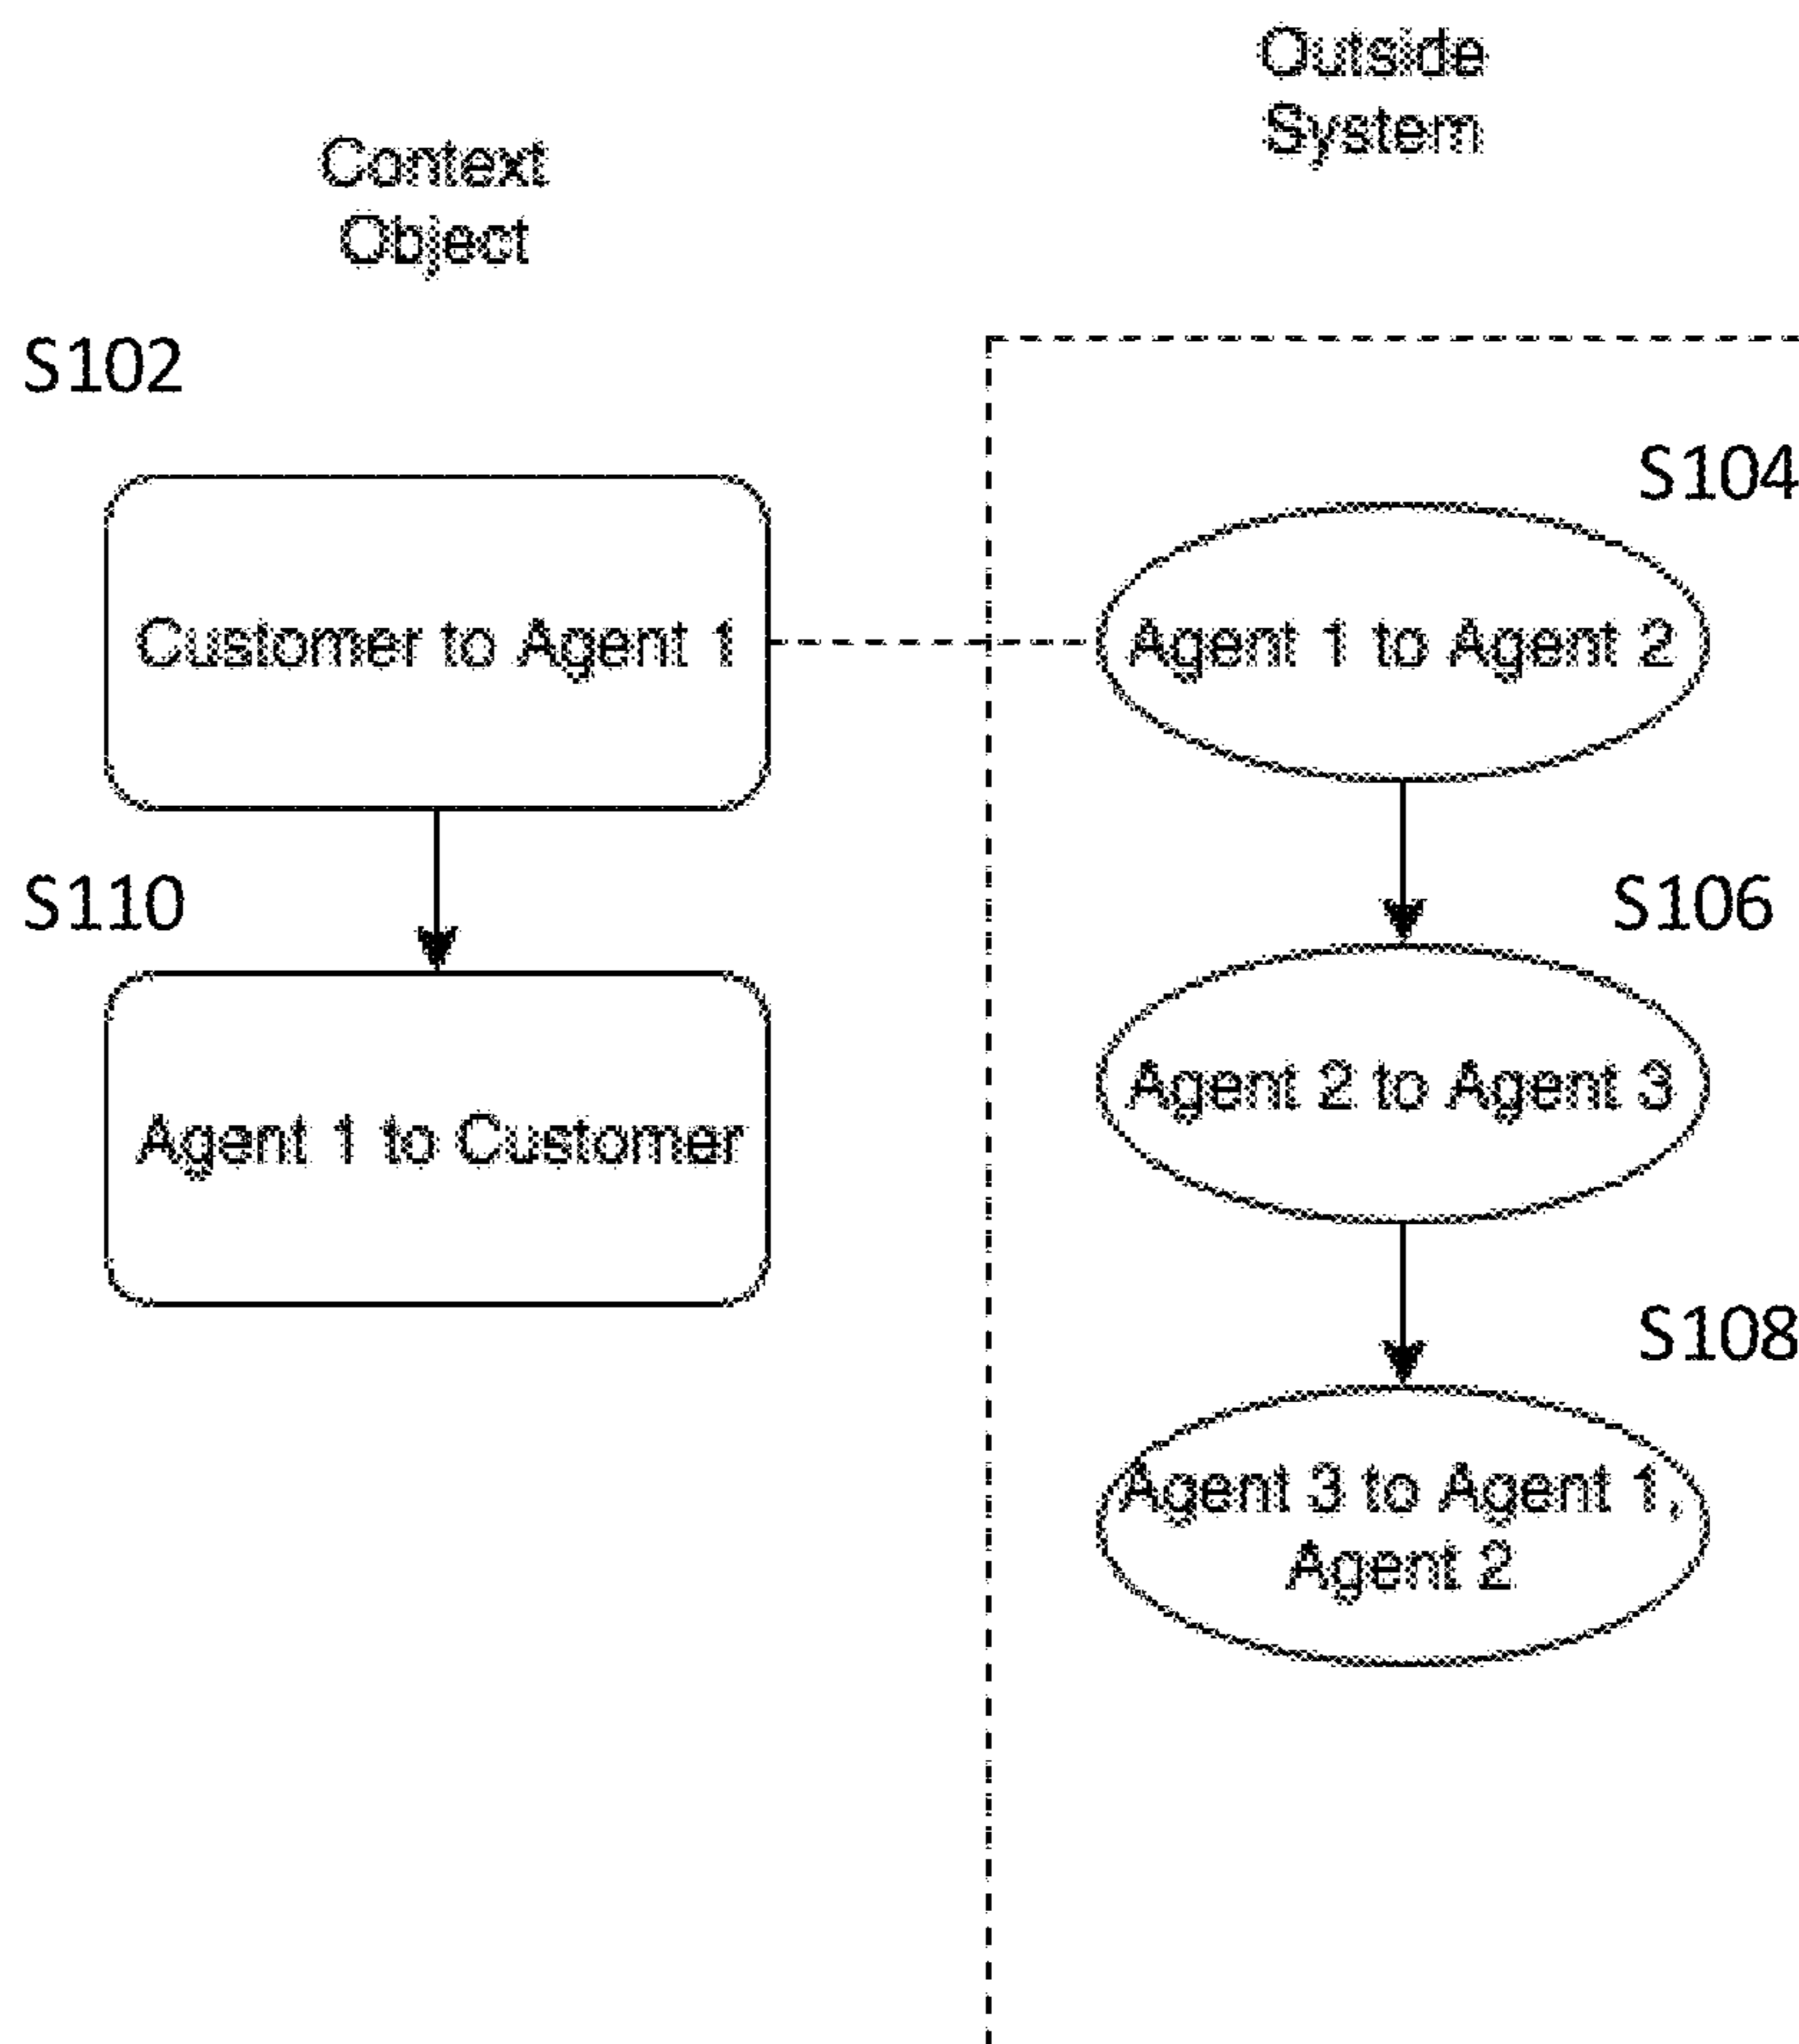 Outside
System
Context
Object
S102
S104
Customer to Agent 1
Agent 1 to Agent 2
S110
S106
Agent 1 to Customer
Agent 2 to Agent 3
S108
Agent 3 to Agent 1,
Agent 2